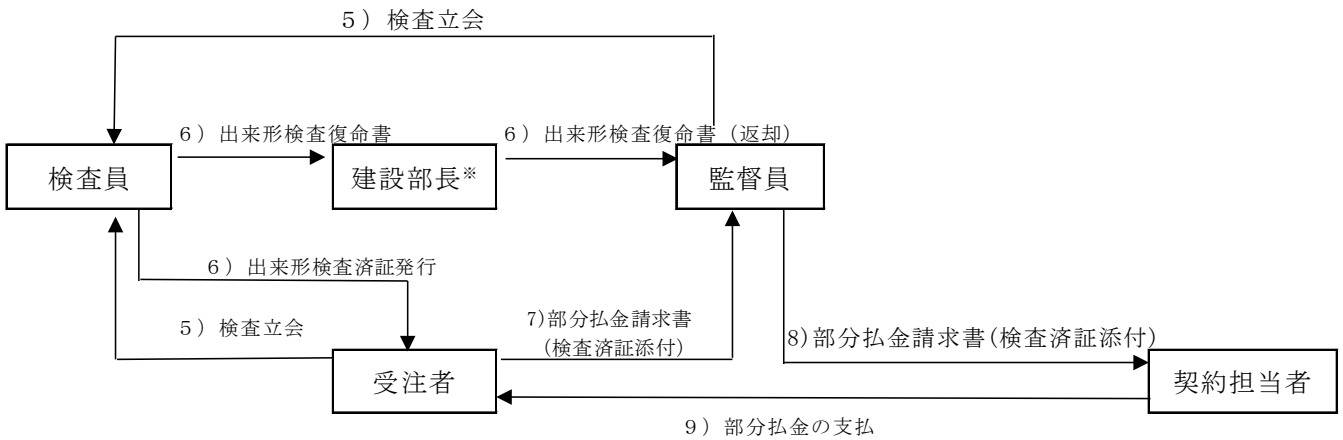 ５）検査立会
６）出来形検査復命書
６）出来形検査復命書（返却）
検査員
建設部長※
監督員
６）出来形検査済証発行
５）検査立会
7)部分払金請求書
(検査済証添付)
8)部分払金請求書(検査済証添付)
受注者
契約担当者
９）部分払金の支払